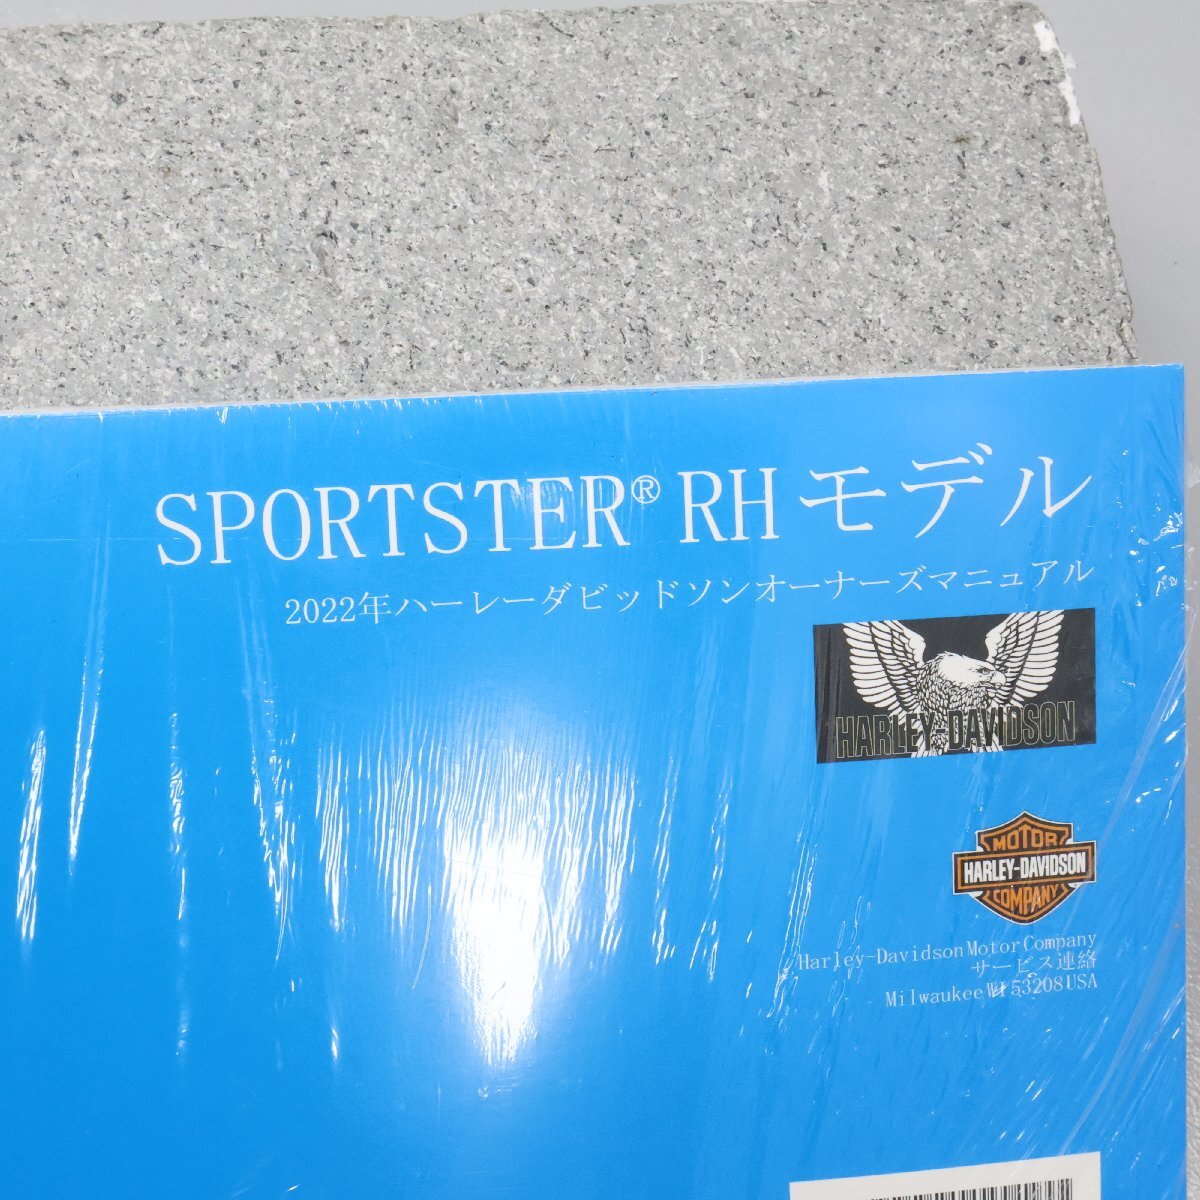 SPORTSTER® RH モデル
2022年ハーレーダビッドソンオーナーズマニュアル
HARLEY-DAVIDSON
MOTOR
HARLEY-DAVIDSON
COMPANY
Harley-Davidson Motor Company
サービス連絡
Milwaukee WI 53208 USA